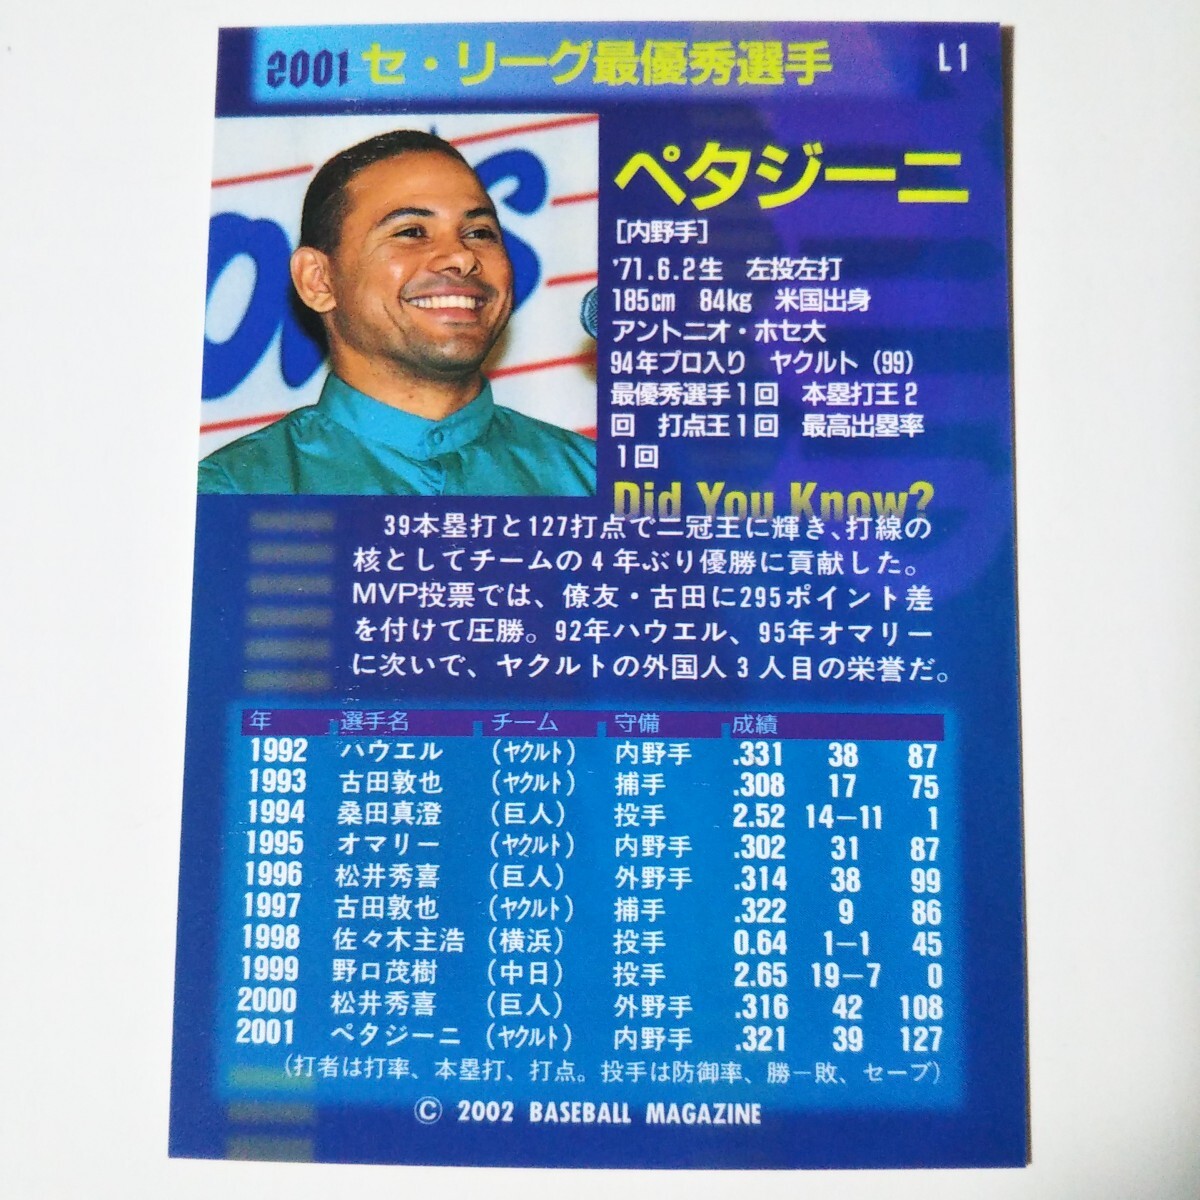 2001 セ・リーグ最優秀選手
L1
ペタジーニ
[内野手]
'71.6.2生 左投左打
185cm 84kg 米国出身
アントニオ・ホセ大
94年プロ入り ヤクルト(99)
最優秀選手1回 本塁打王2
回 打点王1回 最高出塁率
1回
Did You Know?
39本塁打と127打点で二冠王に輝き、打線の
核としてチームの4年ぶり優勝に貢献した。
MVP投票では、僚友・古田に295ポイント差
を付けて圧勝。92年ハウエル、95年オマリー
に次いで、ヤクルトの外国人3人目の栄誉だ。
年 選手名 チーム 守備 成績
1992 ハウエル (ヤクルト) 内野手 .331 38 87
1993 古田敦也 (ヤクルト) 捕手 .308 17 75
1994 桑田真澄 (巨人) 投手 2.52 14-11 1
1995 オマリー (ヤクルト) 内野手 .302 31 87
1996 松井秀喜 (巨人) 外野手 .314 38 99
1997 古田敦也 (ヤクルト) 捕手 .322 9 86
1998 佐々木主浩 (横浜) 投手 0.64 1-1 45
1999 野口茂樹 (中日) 投手 2.65 19-7 0
2000 松井秀喜 (巨人) 外野手 .316 42 108
2001 ペタジーニ (ヤクルト) 内野手 .321 39 127
(打者は打率、本塁打、打点。投手は防御率、勝-敗、セーブ)
© 2002 BASEBALL MAGAZINE